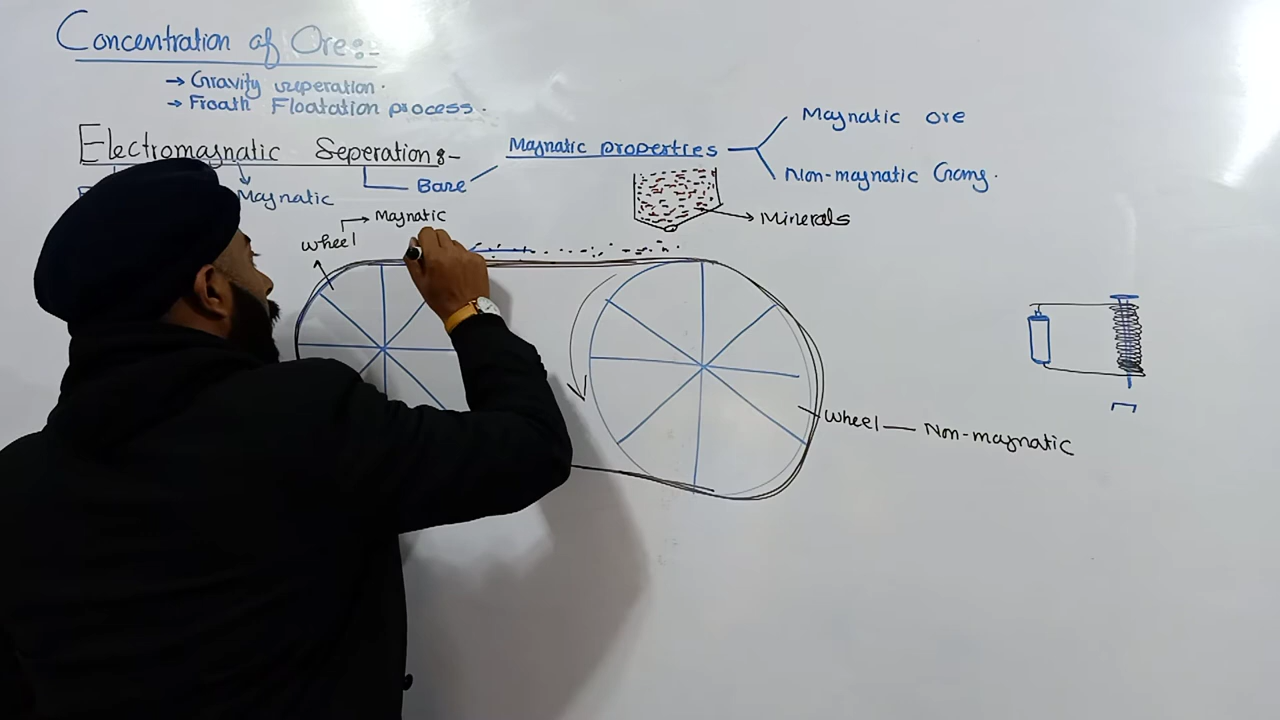 Concentration of Ore:-
→ Gravity seperation.
→ Froath Floatation process.
Electromagnatic Seperation:-
Magnatic
Base
Magnatic properties
Magnatic ore
Non-magnatic Gang.
Minerals
wheel → Magnatic
wheel — Non-magnatic